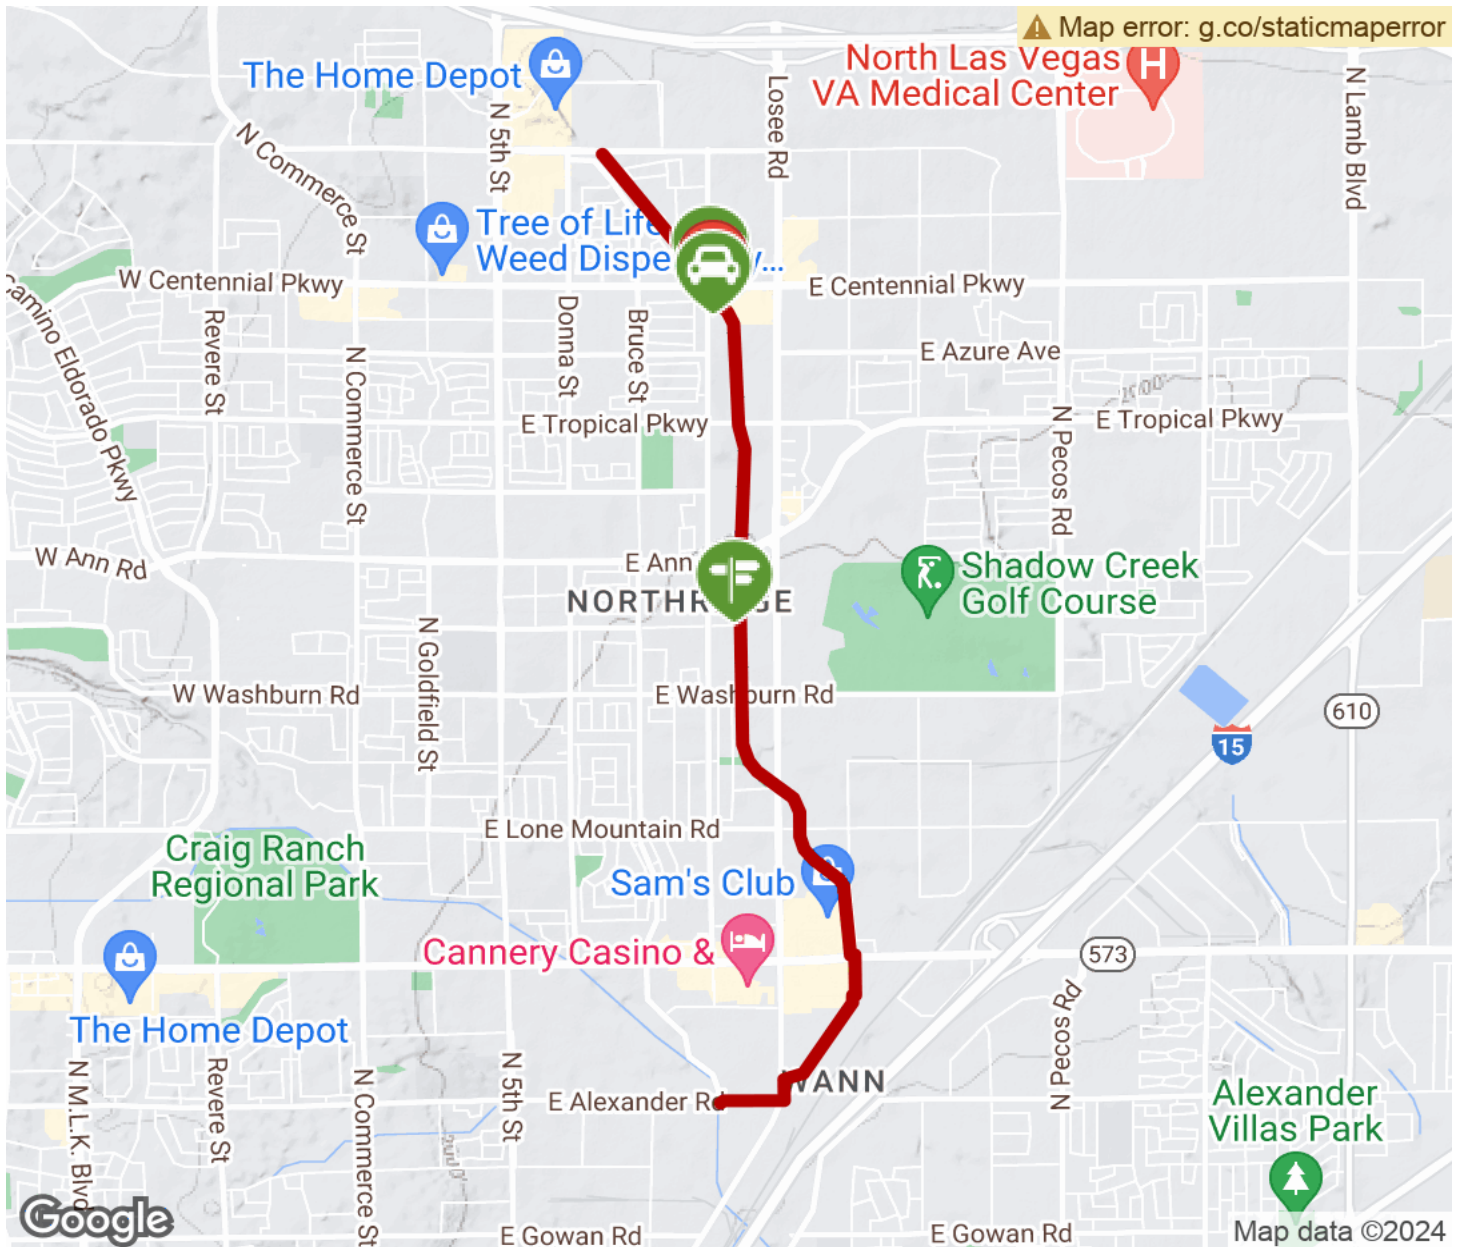 Map error: g.co/staticmaperror
The Home Depot
North Las Vegas
VA Medical Center
N Lamb Blvd
Losee Rd
N 5th St
N Commerce St
Tree of Life
Weed Dispe
y...
W Centennial Pkwy
E Centennial Pkwy
Camino Eldorado Pkwy
Revere St
N Commerce St
Donna St
Bruce St
E Azure Ave
2000
E Tropical Pkwy
E Tropical Pkwy
N Pecos Rd
W Ann Rd
E Ann
NORTHR
GE
Shadow Creek
Golf Course
N Goldfield St
W Washburn Rd
E Washburn Rd
610
15
E Lone Mountain Rd
Craig Ranch
Regional Park
Sam's Club
Cannery Casino &
573
The Home Depot
N M.L.K. Blvd
Revere St
N Commerce St
N 5th St
2000
E Alexander Rd
WANN
N Pecos Rd
Alexander
Villas Park
Google
E Gowan Rd
E Gowan Rd
Map data ©2024